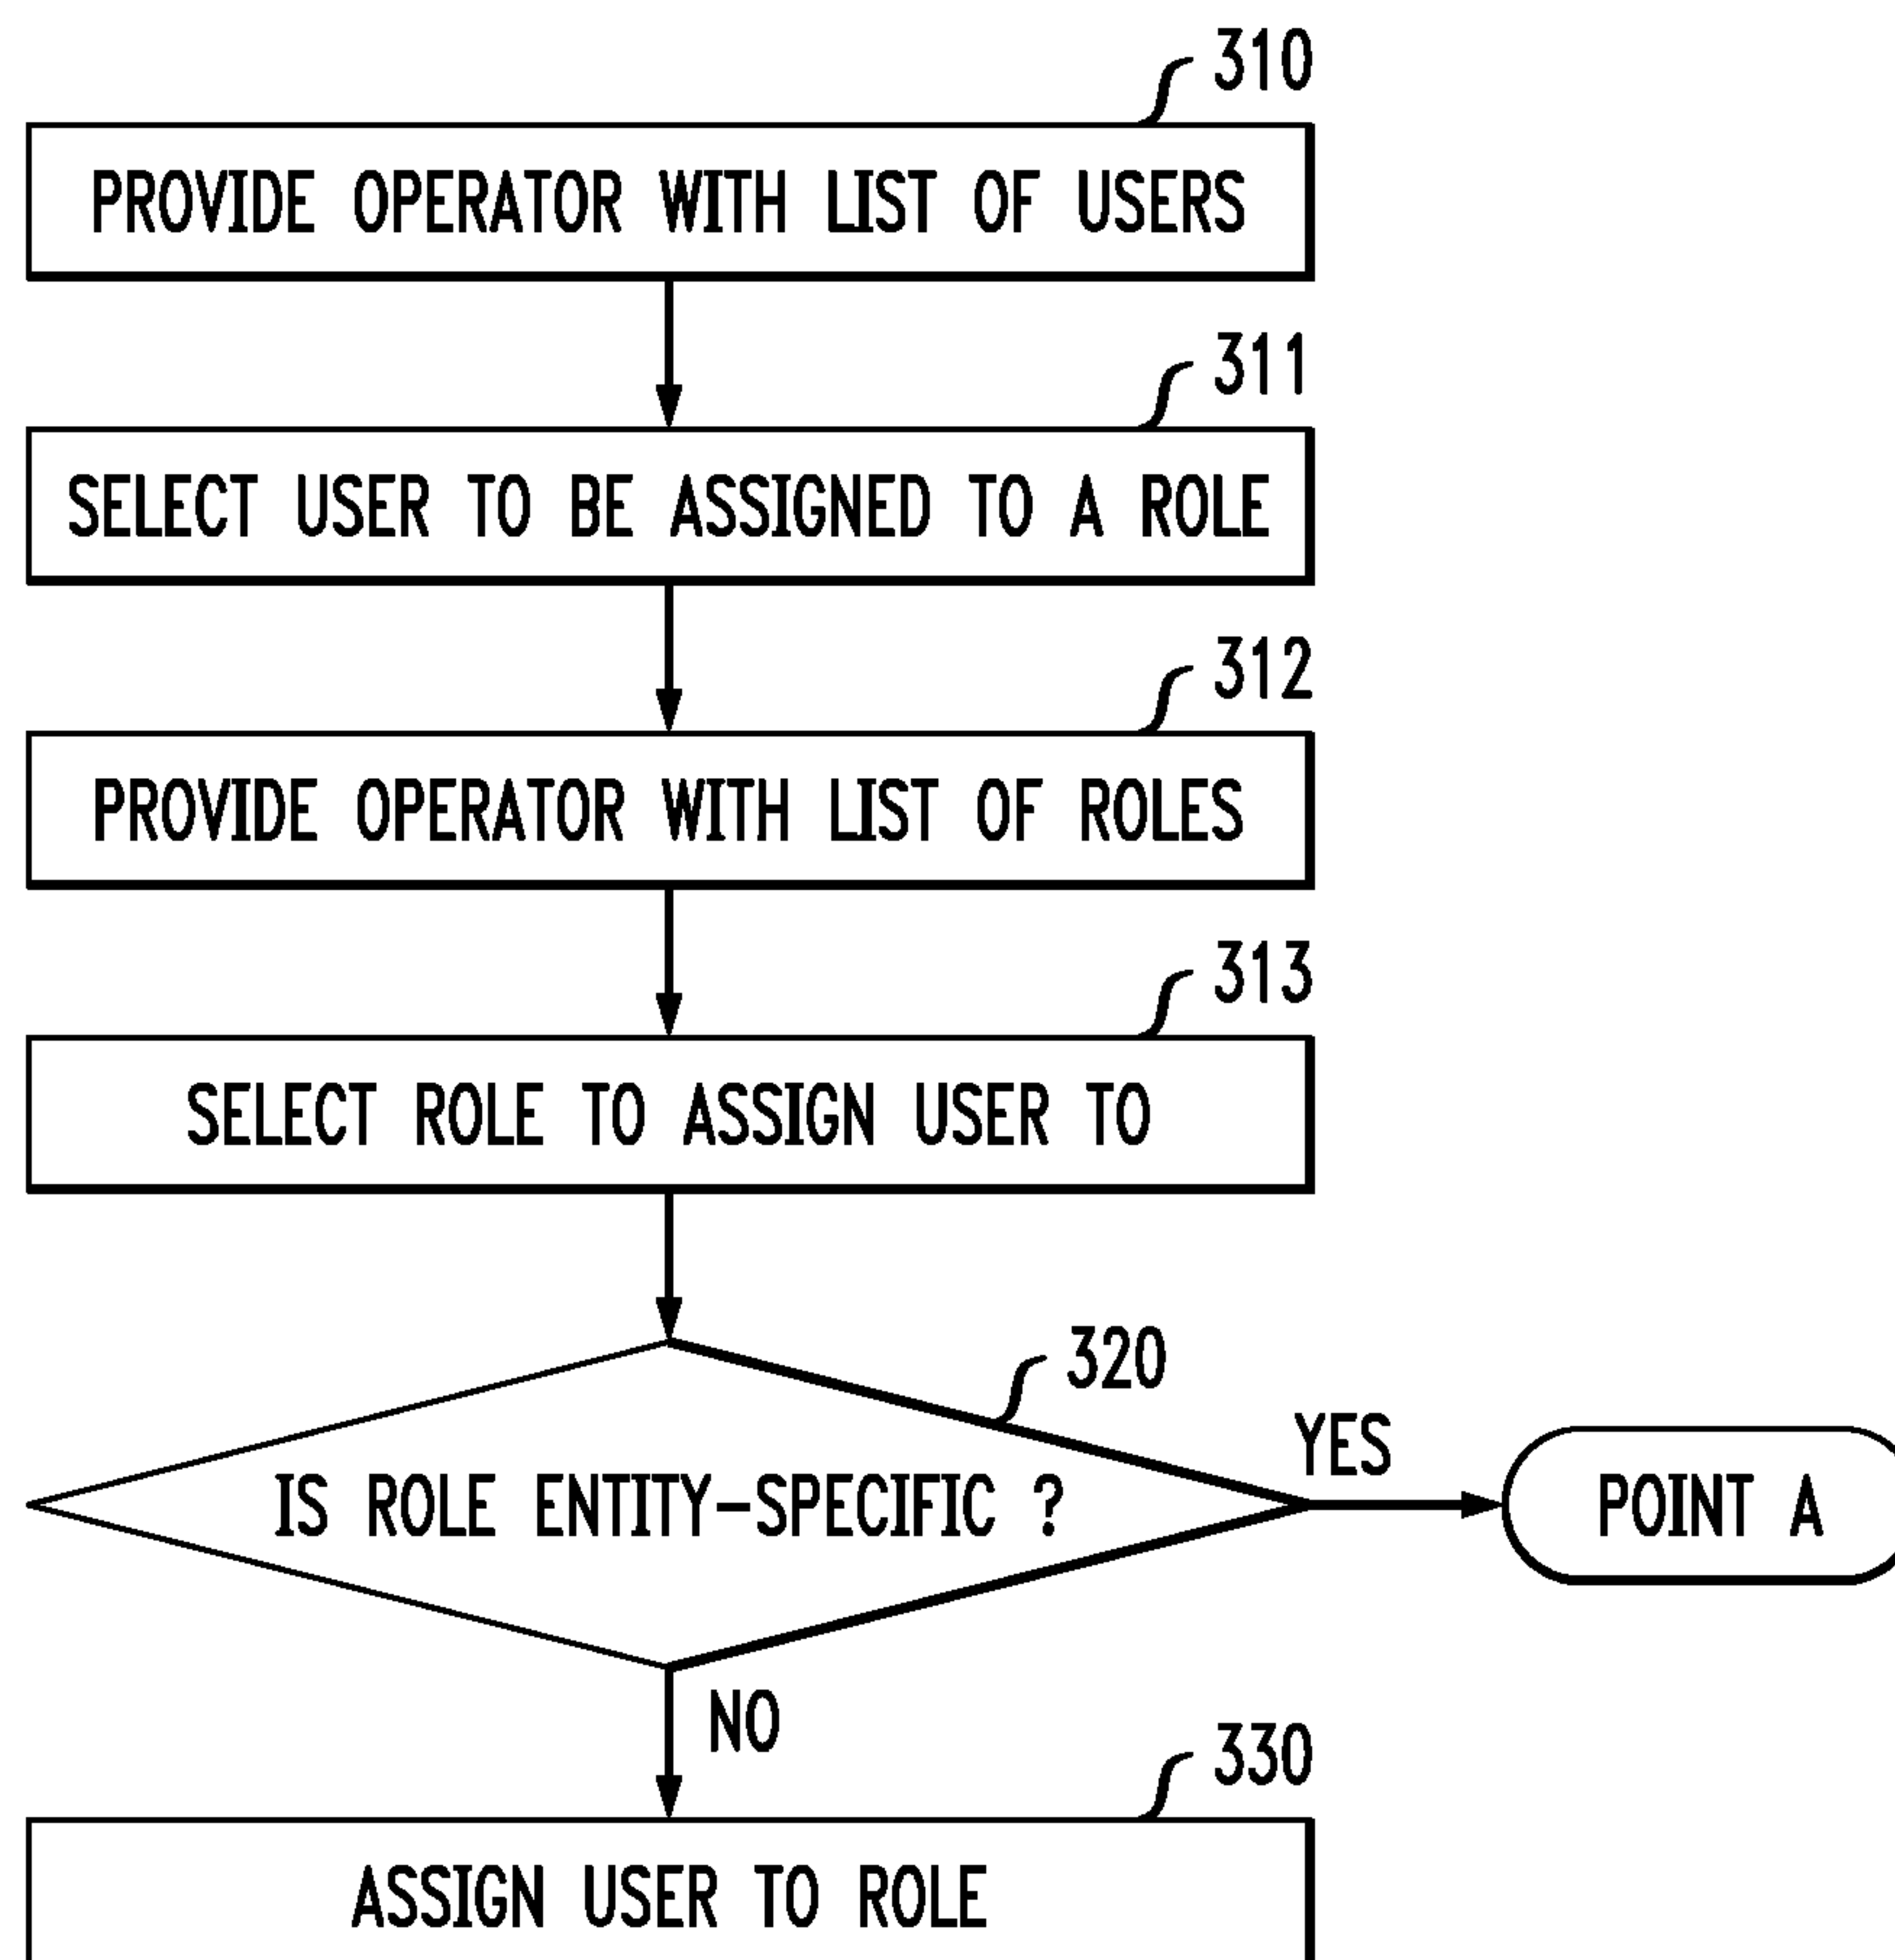 310
PROVIDE OPERATOR WITH LIST OF USERS
311
SELECT USER TO BE ASSIGNED TO A ROLE
312
PROVIDE OPERATOR WITH LIST OF ROLES
313
SELECT ROLE TO ASSIGN USER TO
320
IS ROLE ENTITY-SPECIFIC ?
YES
POINT A
NO
330
ASSIGN USER TO ROLE